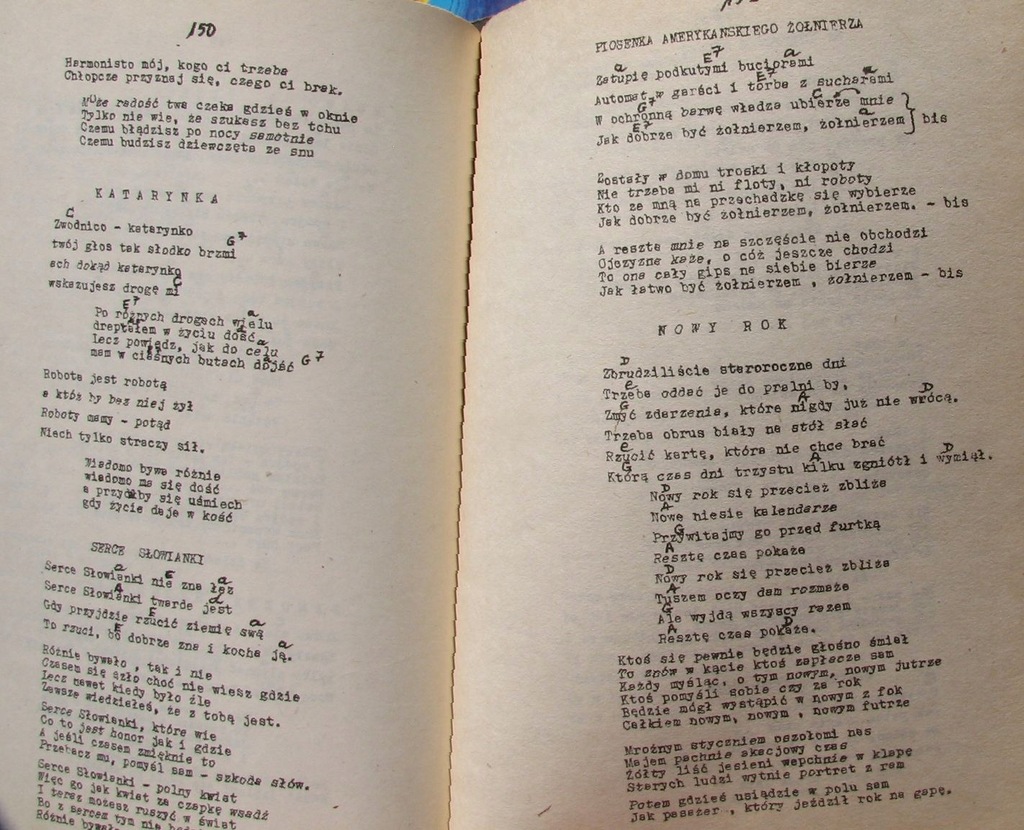 150
Harmonisto mój, kogo ci trzeba
Chłopcze przyznaj się, czego ci brak.
Może radość twa czeka gdzieś w oknie
Tylko nie wie, że szukasz bez tchu
Czemu błądzisz po nocy samotnie
Czemu budzisz dziewczęta ze snu
K A T A R Y N K A
C
Zwodnico - katarynko
G7
twój głos tak słodko brzmi
ach dokąd katarynko
C
wskazujesz drogę mi
E7 a
Po różnych drogach wielu
dreptałem w życiu dość
lecz powiedz, jak do celu
mam w ciasnych butach dojść G7
Robota jest robotą
a któż by bez niej żył
Roboty mamy - potąd
Niech tylko starczy sił.
Wiadomo bywa różnie
wiadomo ma się dość
a przydałby się uśmiech
gdy życie daje w kość
SERCE SŁOWIANKI
a E a
Serce Słowianki nie zna łez
A d
Serce Słowianki twarde jest
E a
Gdy przyjdzie rzucić ziemię swą
E a
To rzuci, bo dobrze zna i kocha ją.
Różnie bywało , tak i nie
Czasem się szło choć nie wiesz gdzie
Lecz nawet kiedy było źle
Zawsze wiedziałeś, że z tobą jest.
Serce Słowianki, które wie
Co to jest honor jak i gdzie
A jeśli czasem zmięknie to
Przebacz mu, pomyśl sam - szkoda słów.
Serce Słowianki - polny kwiat
Więc go jak kwiat za czapkę wsadź
I teraz możesz ruszyć w świat
Bo z sercem tym nie
Różnie
PIOSENKA AMERYKAŃSKIEGO ŻOŁNIERZA
a E7 a
Zatupię podkutymi buciorami
E7 a
Automat w garści i torba z sucharami
G7 C
W ochronną barwę władza ubierze mnie
E7 a
Jak dobrze być żołnierzem, żołnierzem} bis
Zostały w domu troski i kłopoty
Nie trzeba mi ni floty, ni roboty
Kto ze mną na przechadzkę się wybierze
Jak dobrze być żołnierzem, żołnierzem. - bis
A reszta mnie na szczęście nie obchodzi
Ojczyzna każe, o cóż jeszcze chodzi
To ona cały gips na siebie bierze
Jak łatwo być żołnierzem , żołnierzem - bis
N O W Y R O K
D
Zbrudziliście staroroczne dni
e
Trzeba oddać je do pralni by,
G A D
Zmyć zdarzenia, które nigdy już nie wrócą.
Trzeba obrus biały na stół słać
e
Rzucić kartę, która nie chce brać
G A D
Którą czas dni trzystu kilku zgniótł i wymiął.
D
Nowy rok się przecież zbliża
A
Nowe niesie kalendarze
G
Przywitajmy go przed furtką
A
Resztę czas pokaże
D
Nowy rok się przecież zbliża
A
Tuszem oczy dam rozmaże
G
Ale wyjdą wszyscy razem
A D
Resztę czas pokaże.
Ktoś się pewnie będzie głośno śmiał
To znów w kącie ktoś zapłacze sam
Każdy myśląc, o tym nowym, nowym jutrze
Ktoś pomyśli sobie czy za rok
Będzie mógł wystąpić w nowym z fok
Całkiem nowym, nowym , nowym futrze
Mroźnym styczniem oszołomi nas
Majem pachnie akacjowy czas
Żółty liść jesieni wepchnie w klapę
Starych ludzi wytnie portret z ram
Potem gdzieś usiądzie w polu sam
Jak pasażer , który jeździł rok na gapę.